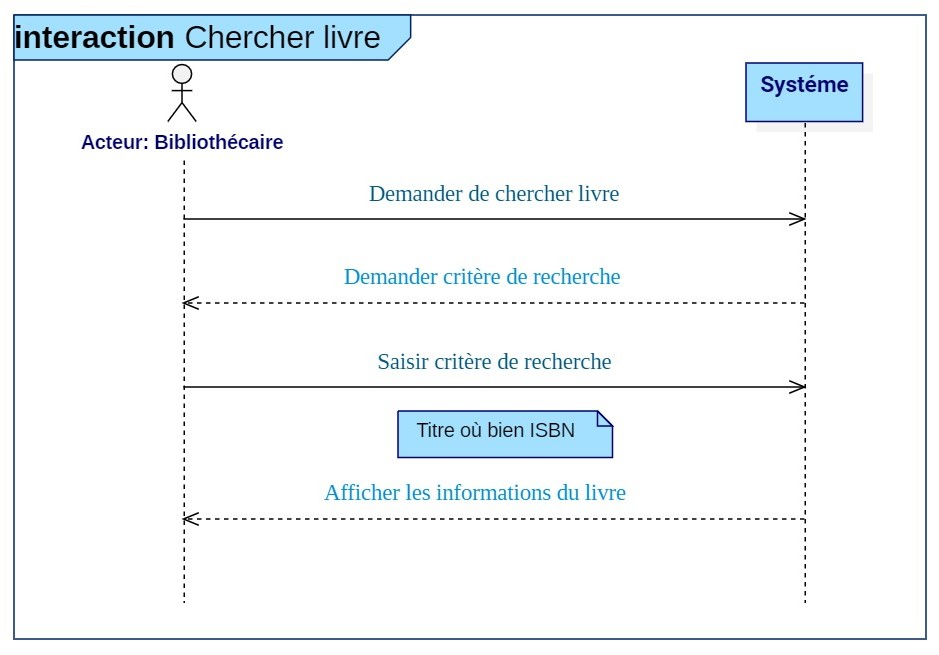 interaction Chercher livre
Systéme
Acteur: Bibliothécaire
Demander de chercher livre
Demander critère de recherche
Saisir critère de recherche
Titre où bien ISBN
Afficher les informations du livre